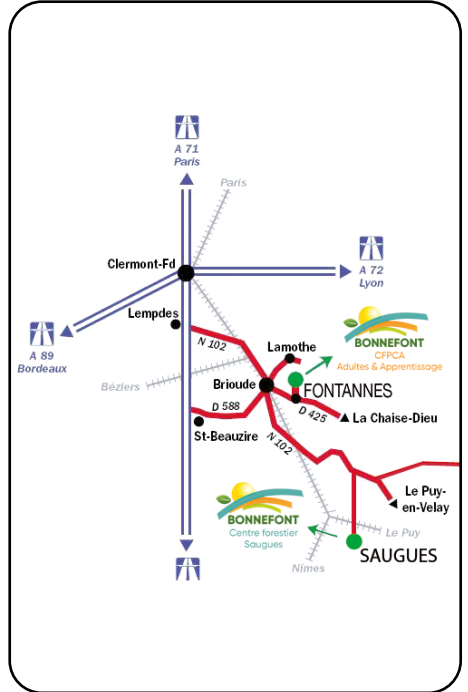 A 71
Paris
Paris
Clermont-Fd
A 72
Lyon
Lempdes
N 102
Lamothe
BONNEFONT
CFPCA
Adultes & Apprentissage
A 89
Bordeaux
Béziers
Brioude
FONTANNES
D 588
D 425
La Chaise-Dieu
St-Beauzire
N 102
Le Puy-
en-Velay
BONNEFONT
Centre forestier
Saugues
Le Puy
SAUGUES
Nîmes